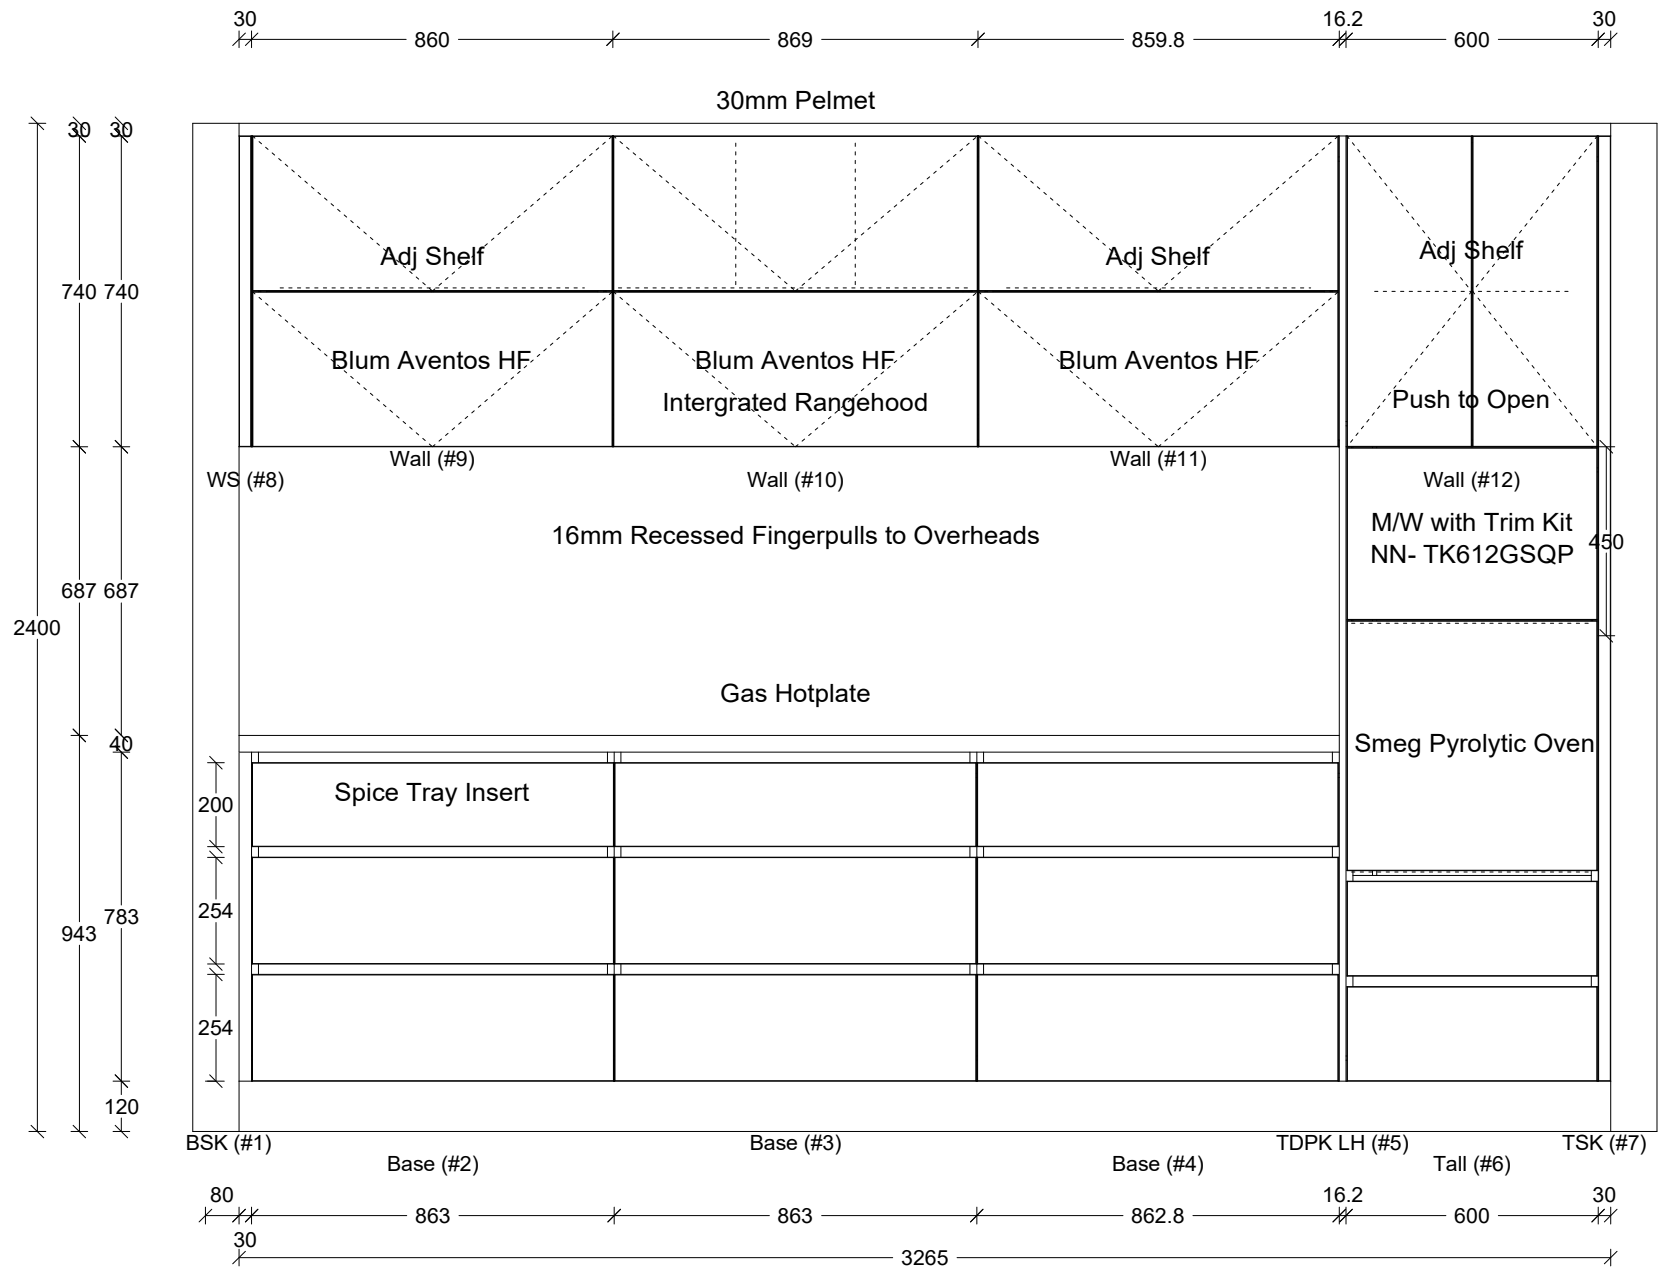 30 16.2 30
860 869 859.8 600
30mm Pelmet
30 30
Adj Shelf Adj Shelf Adj Shelf
740 740
Blum Aventos HF Blum Aventos HF Blum Aventos HF
Intergrated Rangehood Push to Open
Wall (#9) Wall (#11)
WS (#8) Wall (#10) Wall (#12)
M/W with Trim Kit
16mm Recessed Fingerpulls to Overheads
450
NN- TK612GSQP
687 687
2400
Gas Hotplate
40
Smeg Pyrolytic Oven
Spice Tray Insert
200
254
783
943
254
120
BSK (#1) Base (#3) TDPK LH (#5) TSK (#7)
Base (#2) Base (#4) Tall (#6)
80 16.2 30
863 863 862.8 600
30
3265